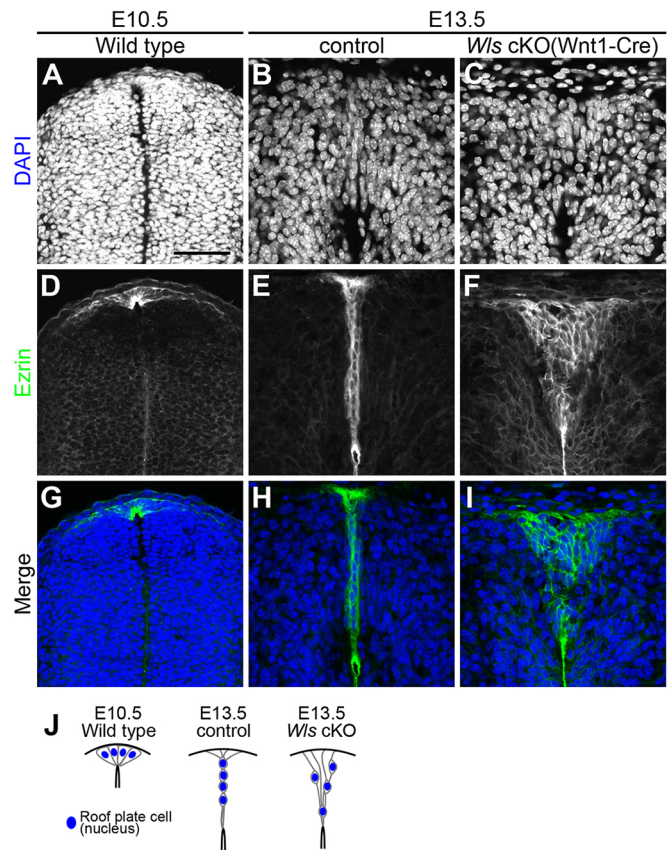 E10.5 E13.5
Wild type control Wls cKO(Wnt1-Cre)
DAPI
A B C
Ezrin
D E F
Merge
G H I
J
E10.5 E13.5 E13.5
Wild type control Wls cKO
Roof plate cell
(nucleus)